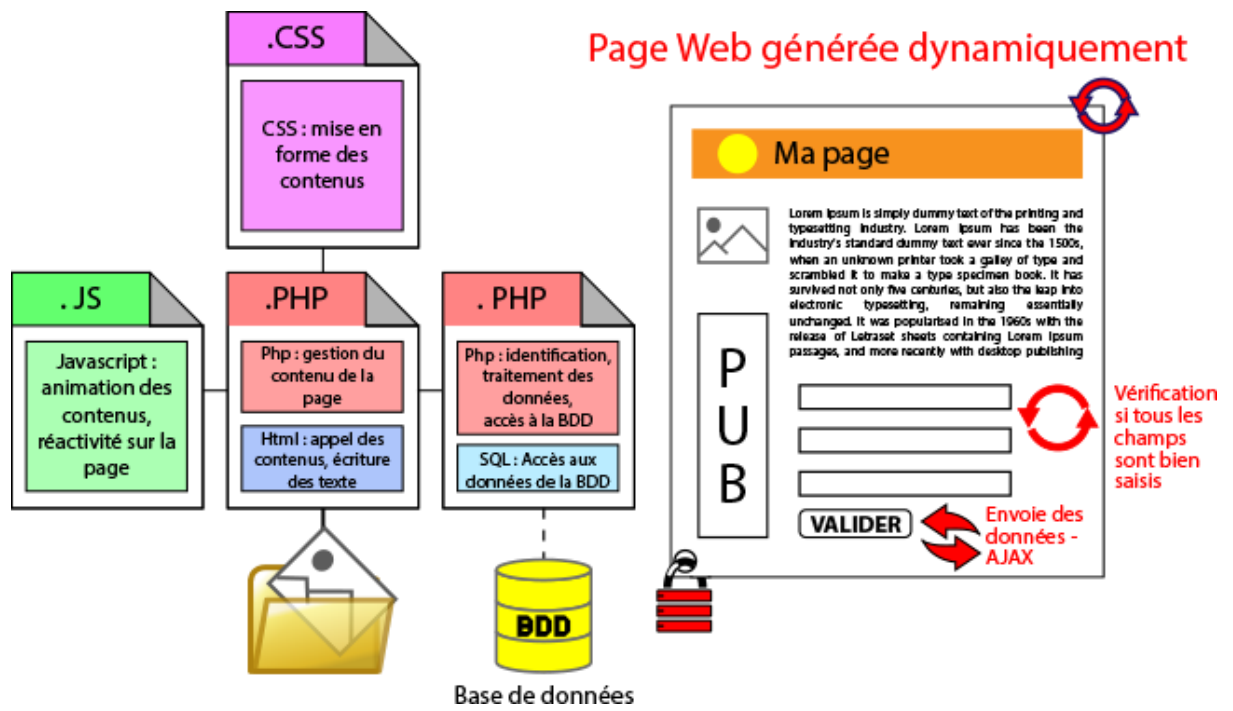 .CSS
CSS : mise en
forme des
contenus
. JS
Javascript :
animation des
contenus,
réactivité sur la
page
.PHP
Php : gestion du
contenu de la
page
Html : appel des
contenus, écriture
des texte
. PHP
Php : identification,
traitement des
données,
accès à la BDD
SQL : Accès aux
données de la BDD
BDD
Base de données
Page Web générée dynamiquement
Ma page
Lorem Ipsum is simply dummy text of the printing and
typesetting industry. Lorem Ipsum has been the
industry's standard dummy text ever since the 1500s,
when an unknown printer took a galley of type and
scrambled it to make a type specimen book. It has
survived not only five centuries, but also the leap into
electronic typesetting, remaining essentially
unchanged. It was popularised in the 1960s with the
release of Letraset sheets containing Lorem Ipsum
passages, and more recently with desktop publishing
P
U
B
Vérification
si tous les
champs
sont bien
saisis
VALIDER
Envoie des
données -
AJAX